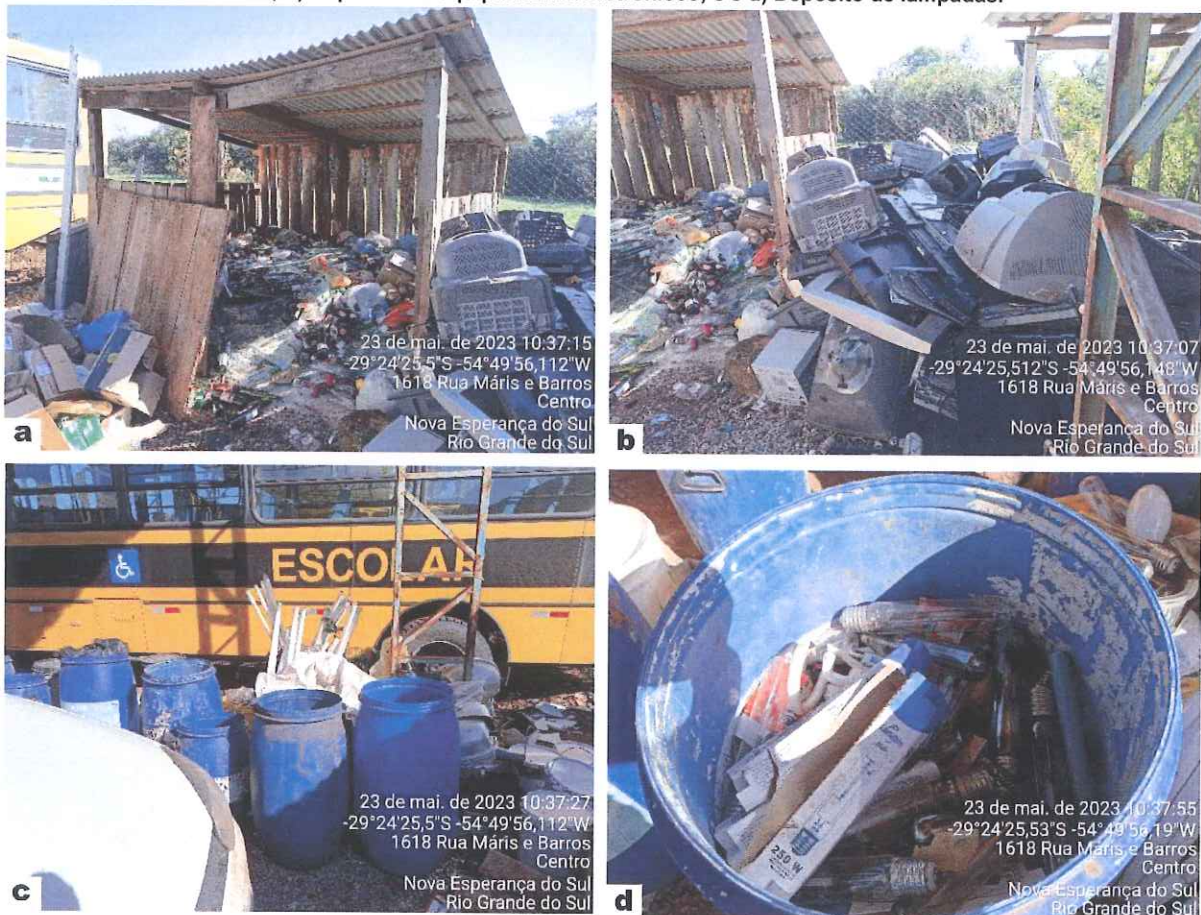 de lâmpadas.
23 de mai. de 2023 10:37:15
-29°24'25,5"S -54°49'56,112"W
1618 Rua Máris e Barros
Centro
Nova Esperança do Sul
Rio Grande do Sul
a
23 de mai. de 2023 10:37:07
-29°24'25,512"S -54°49'56,148"W
1618 Rua Máris e Barros
Centro
Nova Esperança do Sul
Rio Grande do Sul
b
ESCOLAR
23 de mai. de 2023 10:37:27
-29°24'25,5"S -54°49'56,112"W
1618 Rua Máris e Barros
Centro
Nova Esperança do Sul
Rio Grande do Sul
c
250 W
23 de mai. de 2023 10:37:55
-29°24'25,53"S -54°49'56,19"W
1618 Rua Máris e Barros
Centro
Nova Esperança do Sul
Rio Grande do Sul
d